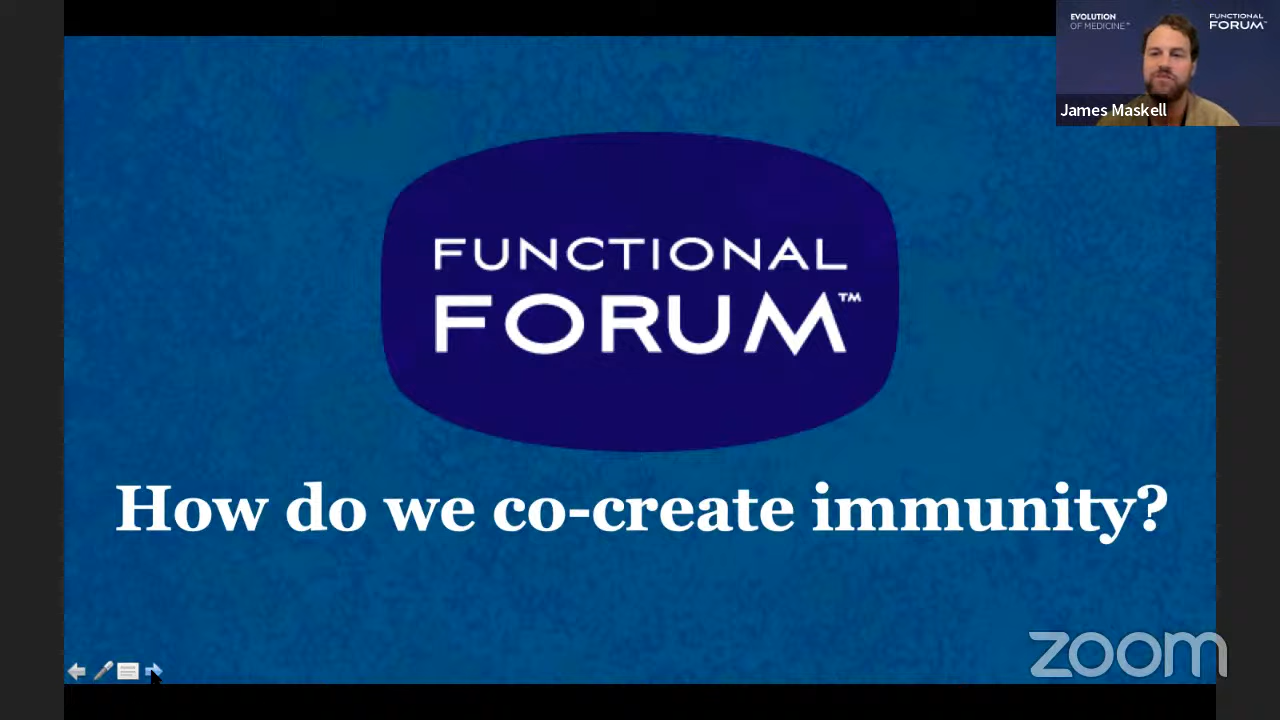 EVOLUTION
OF MEDICINE™
FUNCTIONAL
FORUM™
James Maskell
FUNCTIONAL
FORUM™
How do we co-create immunity?
zoom